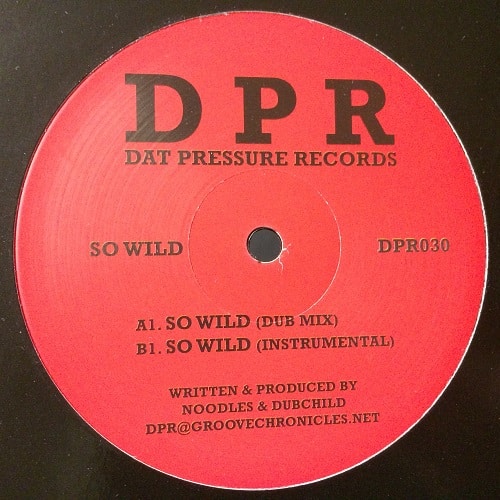 D P R
DAT PRESSURE RECORDS
SO WILD
DPR030
A1. SO WILD (DUB MIX)
B1. SO WILD (INSTRUMENTAL)
WRITTEN & PRODUCED BY
NOODLES & DUBCHILD
DPR@GROOVECHRONICLES.NET